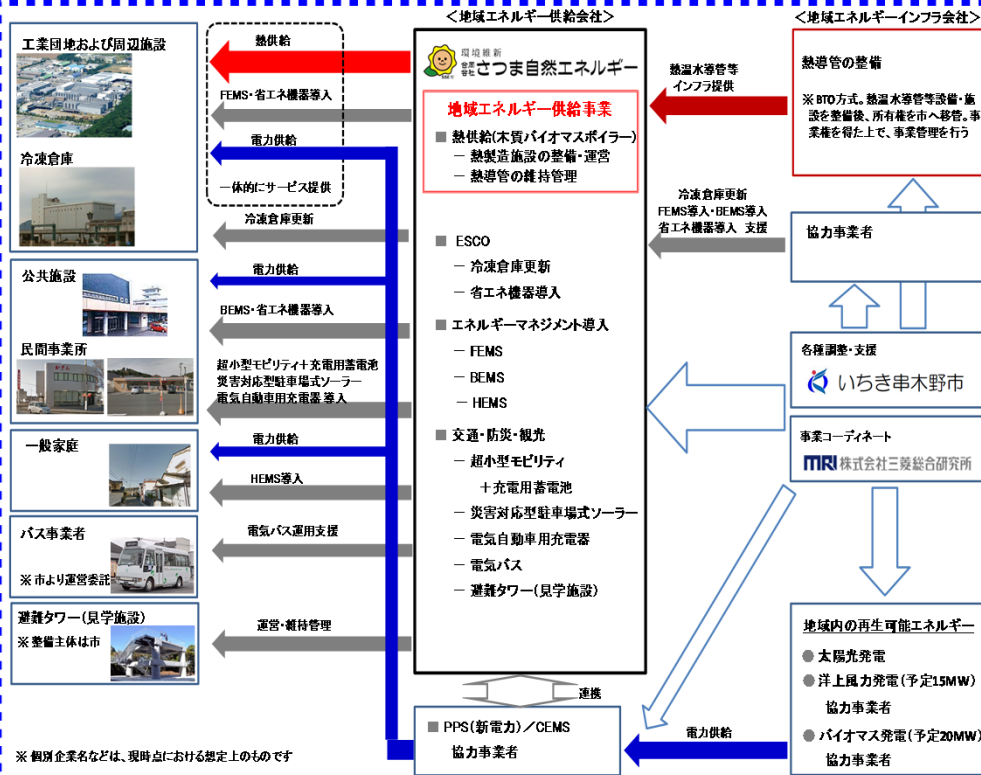 ＜地域エネルギー供給会社＞
＜地域エネルギーインフラ会社＞
工業団地および周辺施設
冷凍倉庫
公共施設
民間事業所
一般家庭
バス事業者
※市より運営委託
避難タワー(見学施設)
※整備主体は市
※個別企業名などは、現時点における想定上のものです
熱供給
FEMS・省エネ機器導入
電力供給
一体的にサービス提供
冷凍倉庫更新
電力供給
BEMS・省エネ機器導入
超小型モビリティ＋充電用蓄電池
災害対応型駐車場式ソーラー
電気自動車用充電器 導入
電力供給
HEMS導入
電気バス運用支援
運営・維持管理
環境維新
合同会社さつま自然エネルギー
地域エネルギー供給事業
■ 熱供給(木質バイオマスボイラー)
－ 熱製造施設の整備・運営
－ 熱導管の維持管理
■ ESCO
－ 冷凍倉庫更新
－ 省エネ機器導入
■ エネルギーマネジメント導入
－ FEMS
－ BEMS
－ HEMS
■ 交通・防災・観光
－ 超小型モビリティ
＋充電用蓄電池
－ 災害対応型駐車場式ソーラー
－ 電気自動車用充電器
－ 電気バス
－ 避難タワー(見学施設)
連携
■ PPS(新電力)／CEMS
協力事業者
熱温水導管等
インフラ提供
冷凍倉庫更新
FEMS導入・BEMS導入
省エネ機器導入 支援
電力供給
熱導管の整備
※BTO方式。熱温水導管等設備・施
設を整備後、所有権を市へ移管。事
業権を得た上で、事業管理を行う
協力事業者
各種調整・支援
いちき串木野市
事業コーディネート
MRI 株式会社三菱総合研究所
地域内の再生可能エネルギー
● 太陽光発電
● 洋上風力発電(予定15MW)
協力事業者
● バイオマス発電(予定20MW)
協力事業者